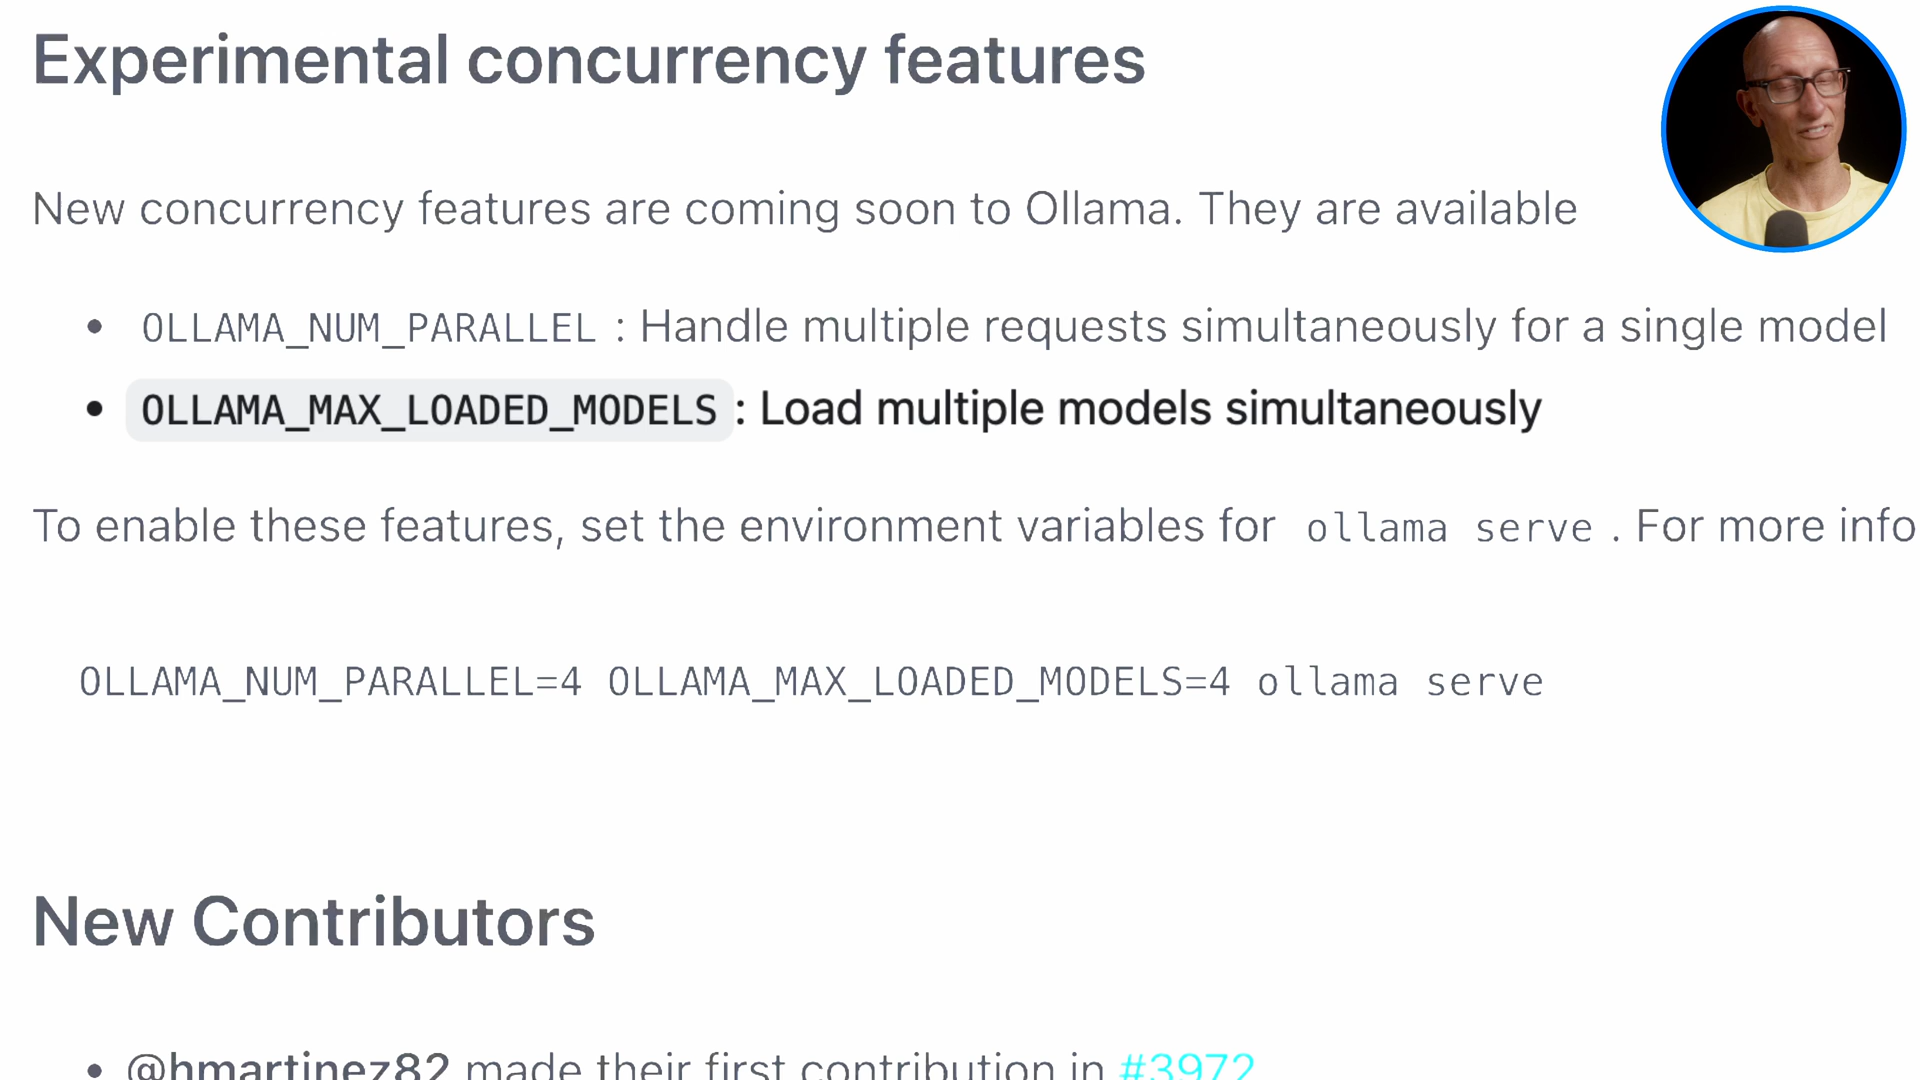 Experimental concurrency features
New concurrency features are coming soon to Ollama. They are available
• OLLAMA_NUM_PARALLEL : Handle multiple requests simultaneously for a single model
• OLLAMA_MAX_LOADED_MODELS : Load multiple models simultaneously
To enable these features, set the environment variables for ollama serve . For more info
OLLAMA_NUM_PARALLEL=4 OLLAMA_MAX_LOADED_MODELS=4 ollama serve
New Contributors
• @hmartinez82 made their first contribution in #3972